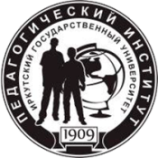 ПЕДАГОГИЧЕСКИЙ ИНСТИТУТ
ИРКУТСКИЙ ГОСУДАРСТВЕННЫЙ УНИВЕРСИТЕТ
1909